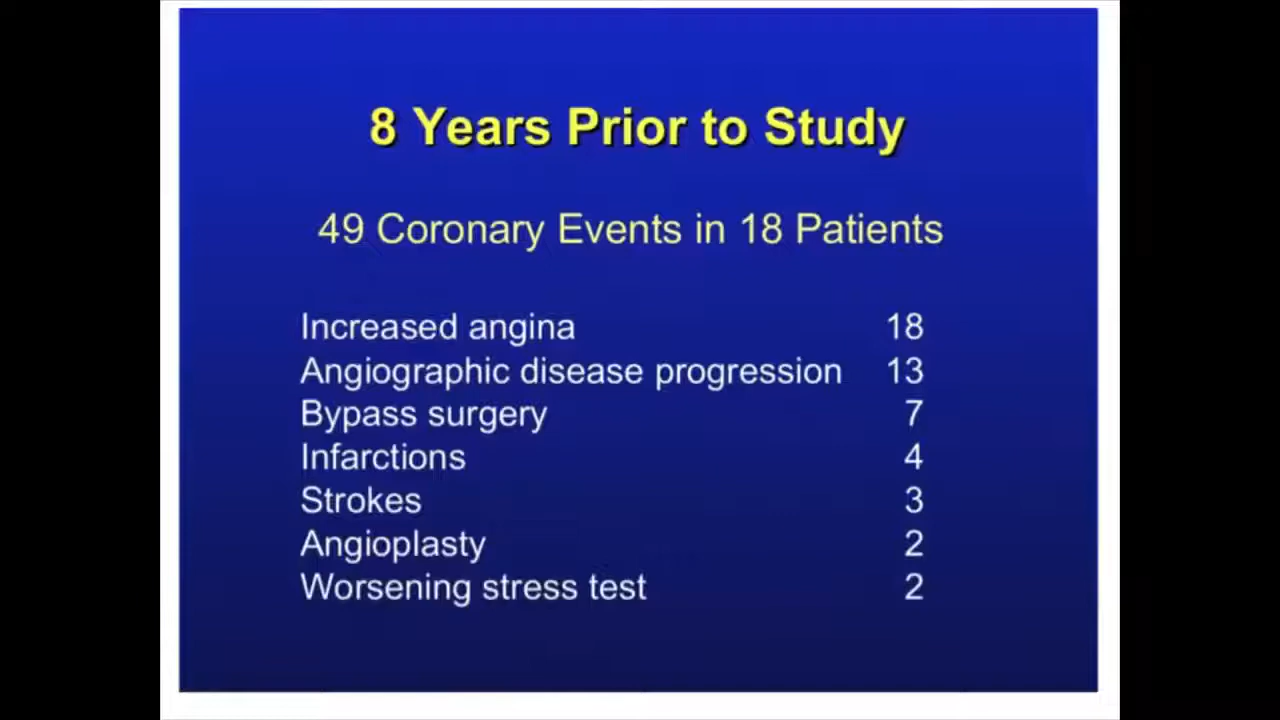 8 Years Prior to Study
49 Coronary Events in 18 Patients
Increased angina 18
Angiographic disease progression 13
Bypass surgery 7
Infarctions 4
Strokes 3
Angioplasty 2
Worsening stress test 2